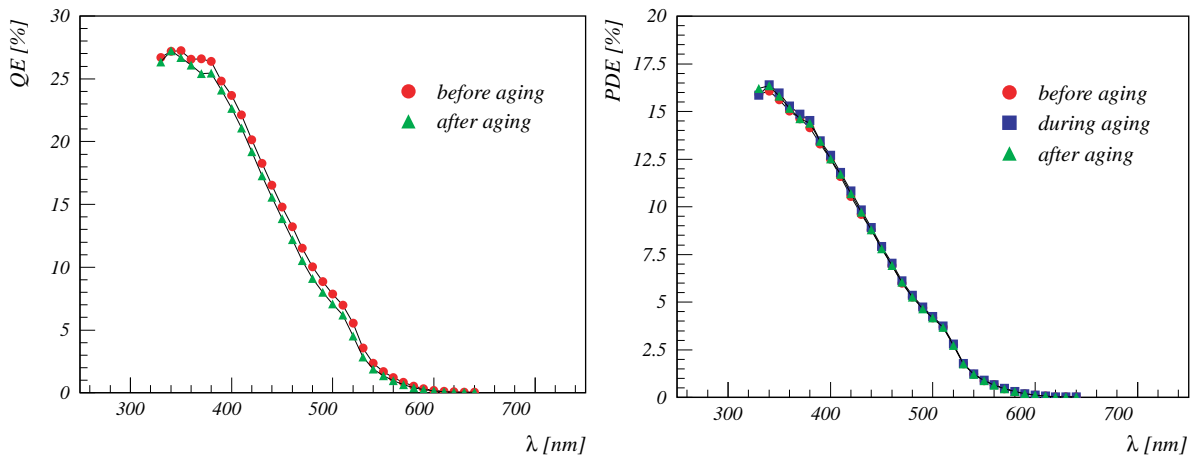 QE [%]
30
25
20
15
10
5
0
before aging
after aging
300 400 500 600 700
λ [nm]
PDE [%]
20
17.5
15
12.5
10
7.5
5
2.5
0
before aging
during aging
after aging
300 400 500 600 700
λ [nm]